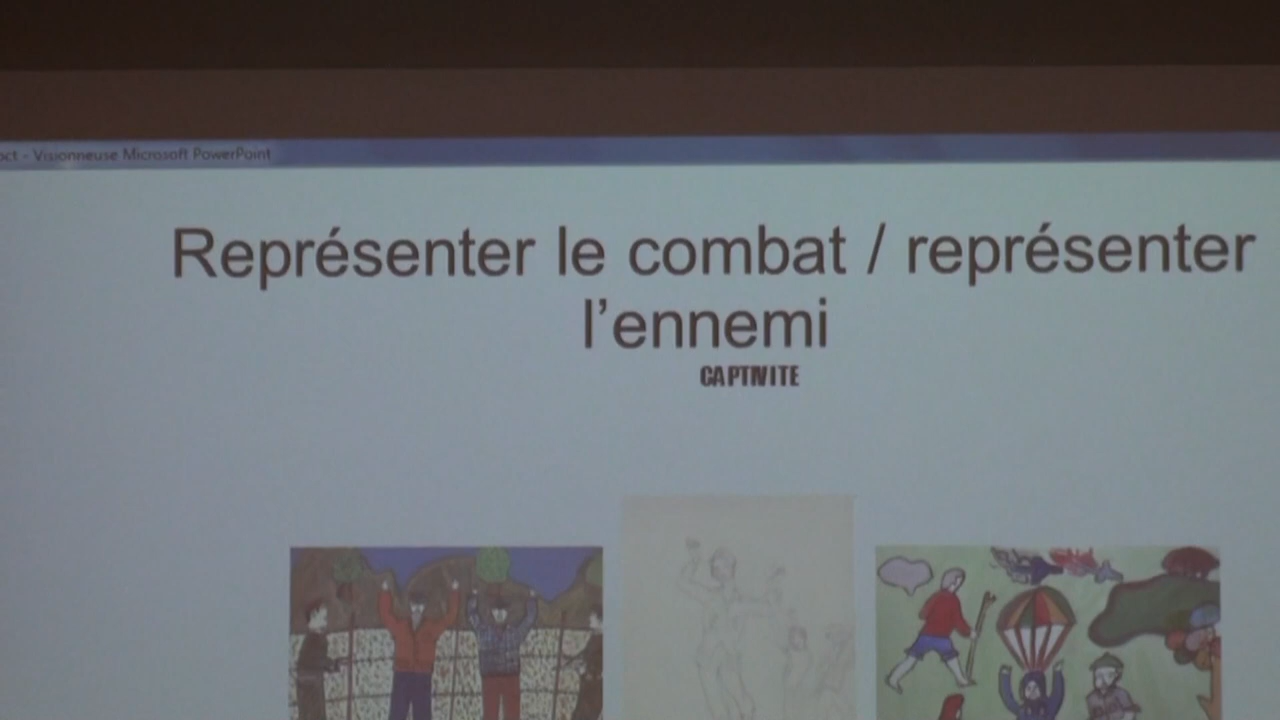 oct - Visionneuse Microsoft PowerPoint
Représenter le combat / représenter
l’ennemi
CAPTIVITE